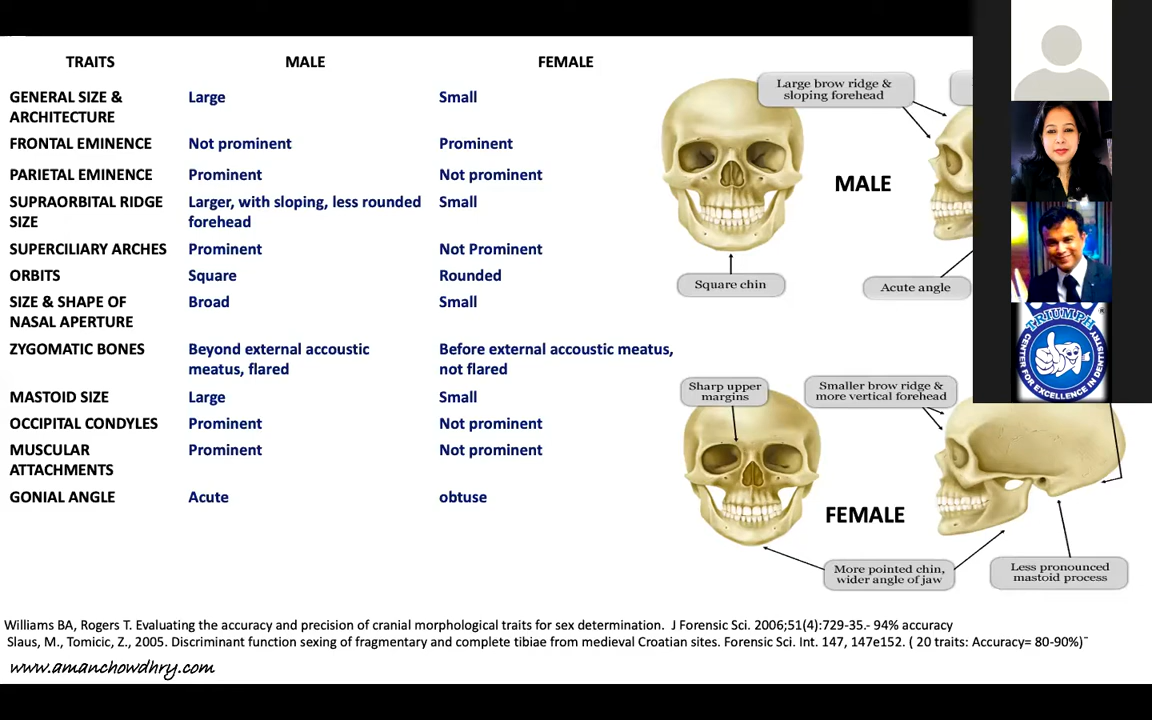 TRAITS MALE FEMALE
GENERAL SIZE & Large Small
ARCHITECTURE
FRONTAL EMINENCE Not prominent Prominent
PARIETAL EMINENCE Prominent Not prominent
SUPRAORBITAL RIDGE Larger, with sloping, less rounded Small
SIZE forehead
SUPERCILIARY ARCHES Prominent Not Prominent
ORBITS Square Rounded
SIZE & SHAPE OF Broad Small
NASAL APERTURE
ZYGOMATIC BONES Beyond external accoustic Before external accoustic meatus,
meatus, flared not flared
MASTOID SIZE Large Small
OCCIPITAL CONDYLES Prominent Not prominent
MUSCULAR Prominent Not prominent
ATTACHMENTS
GONIAL ANGLE Acute obtuse
Large brow ridge &
sloping forehead
MALE
Square chin
Acute angle
Sharp upper
margins
Smaller brow ridge &
more vertical forehead
FEMALE
More pointed chin,
wider angle of jaw
Less pronounced
mastoid process
TRIUMPH
CENTER FOR EXCELLENCE IN DENTISTRY
Williams BA, Rogers T. Evaluating the accuracy and precision of cranial morphological traits for sex determination. J Forensic Sci. 2006;51(4):729-35.- 94% accuracy
Slaus, M., Tomicic, Z., 2005. Discriminant function sexing of fragmentary and complete tibiae from medieval Croatian sites. Forensic Sci. Int. 147, 147e152. ( 20 traits: Accuracy= 80-90%)
www.amanchowdhry.com